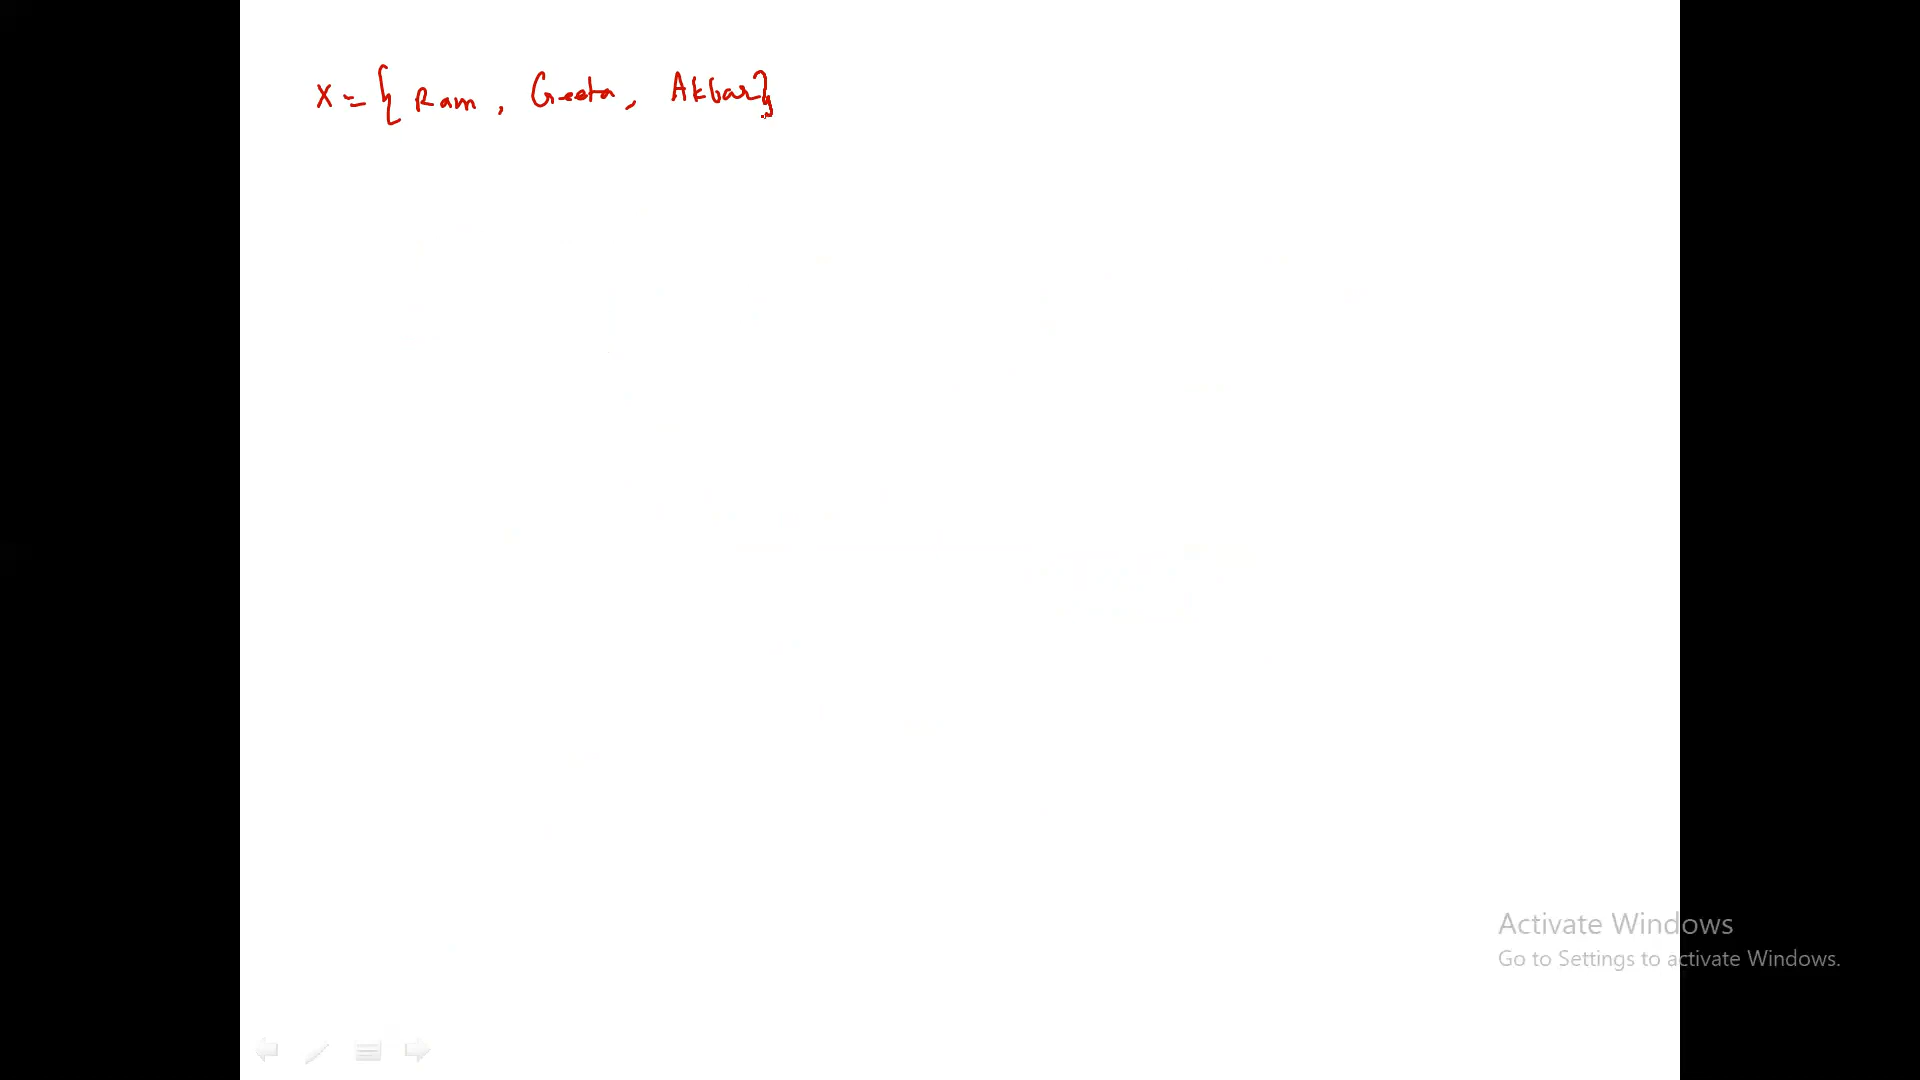 X = { Ram, Geeta, Akbar}
Activate Windows
Go to Settings to activate Windows.